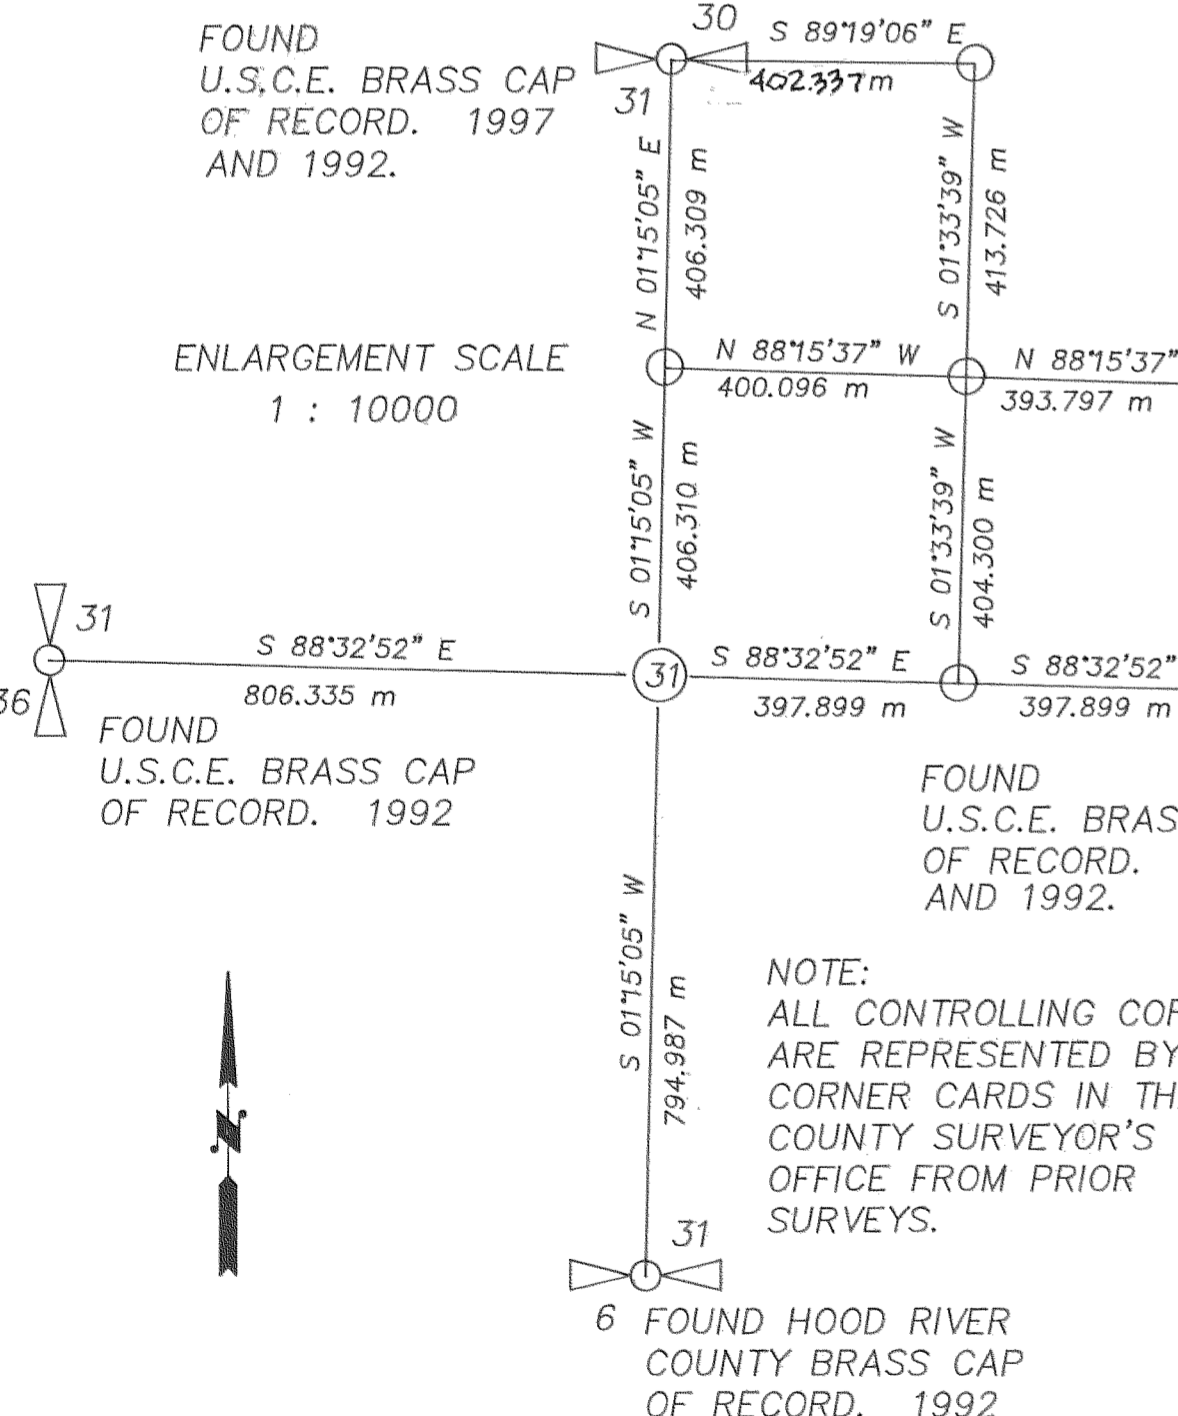 30
S 89°19'06" E
402.337m
FOUND
U.S.C.E. BRASS CAP
OF RECORD. 1997
AND 1992.
31
N 01°15'05" E
406.309 m
S 01°33'39" W
413.726 m
ENLARGEMENT SCALE
1 : 10000
N 88°15'37" W
400.096 m
N 88°15'37"
393.797 m
S 01°15'05" W
406.310 m
S 01°33'39" W
404.300 m
31
S 88°32'52" E
806.335 m
36
31
S 88°32'52" E
397.899 m
S 88°32'52"
397.899 m
FOUND
U.S.C.E. BRASS CAP
OF RECORD. 1992
FOUND
U.S.C.E. BRAS
OF RECORD.
AND 1992.
S 01°15'05" W
794.987 m
N
NOTE:
ALL CONTROLLING COR
ARE REPRESENTED BY
CORNER CARDS IN TH
COUNTY SURVEYOR'S
OFFICE FROM PRIOR
SURVEYS.
31
6 FOUND HOOD RIVER
COUNTY BRASS CAP
OF RECORD. 1992